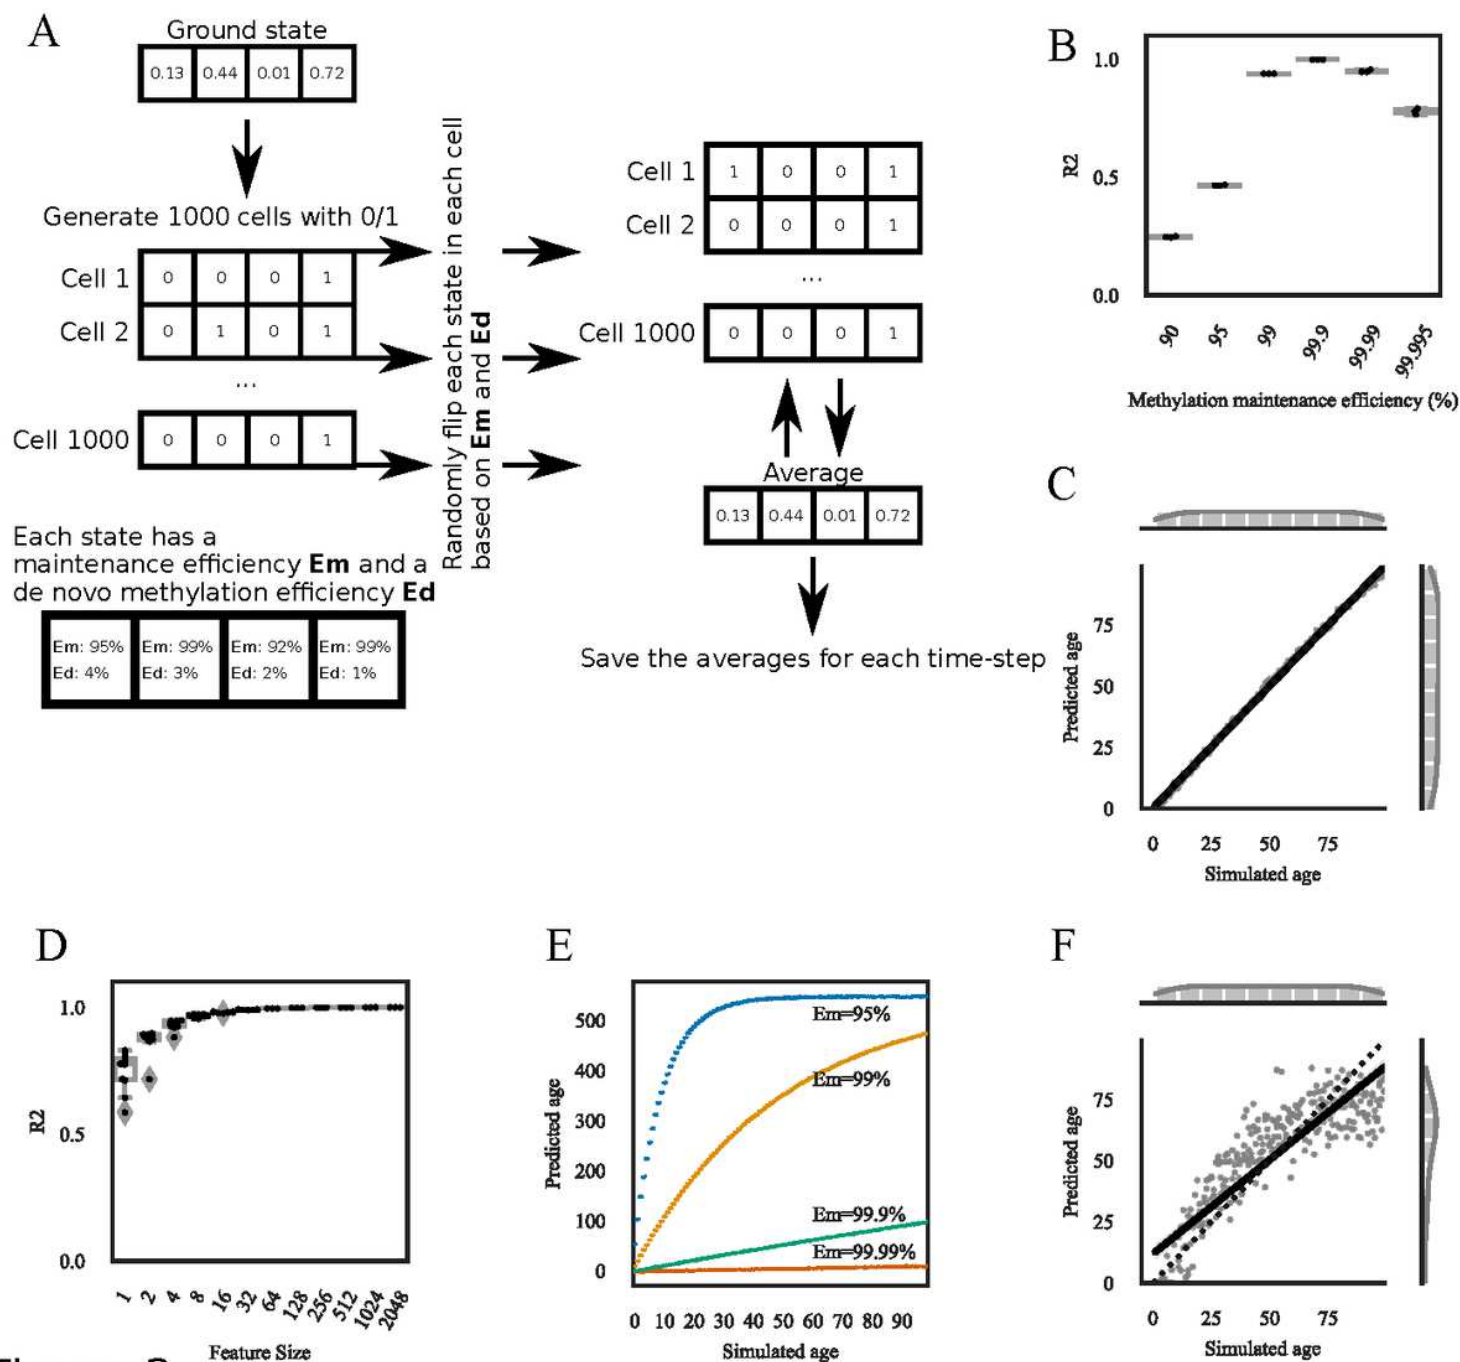 A
Ground state
0.13 0.44 0.01 0.72
Generate 1000 cells with 0/1
Cell 1 0 0 0 1
Cell 2 0 1 0 1
...
Cell 1000 0 0 0 1
Each state has a
maintenance efficiency Em and a
de novo methylation efficiency Ed
Em: 95% Em: 99% Em: 92% Em: 99%
Ed: 4% Ed: 3% Ed: 2% Ed: 1%
Randomly flip each state in each cell
based on Em and Ed
Cell 1 1 0 0 1
Cell 2 0 0 0 1
...
Cell 1000 0 0 0 1
Average
0.13 0.44 0.01 0.72
Save the averages for each time-step
B
R2
1.0
0.5
0.0
90 95 99 99.9 99.99 99.995
Methylation maintenance efficiency (%)
C
Predicted age
75
50
25
0
0 25 50 75
Simulated age
D
R2
1.0
0.5
0.0
1 2 4 8 16 32 64 128 256 512 1024 2048
Feature Size
E
Predicted age
500
400
300
200
100
0
Em=95%
Em=99%
Em=99.9%
Em=99.99%
0 10 20 30 40 50 60 70 80 90
Simulated age
F
Predicted age
75
50
25
0
0 25 50 75
Simulated age